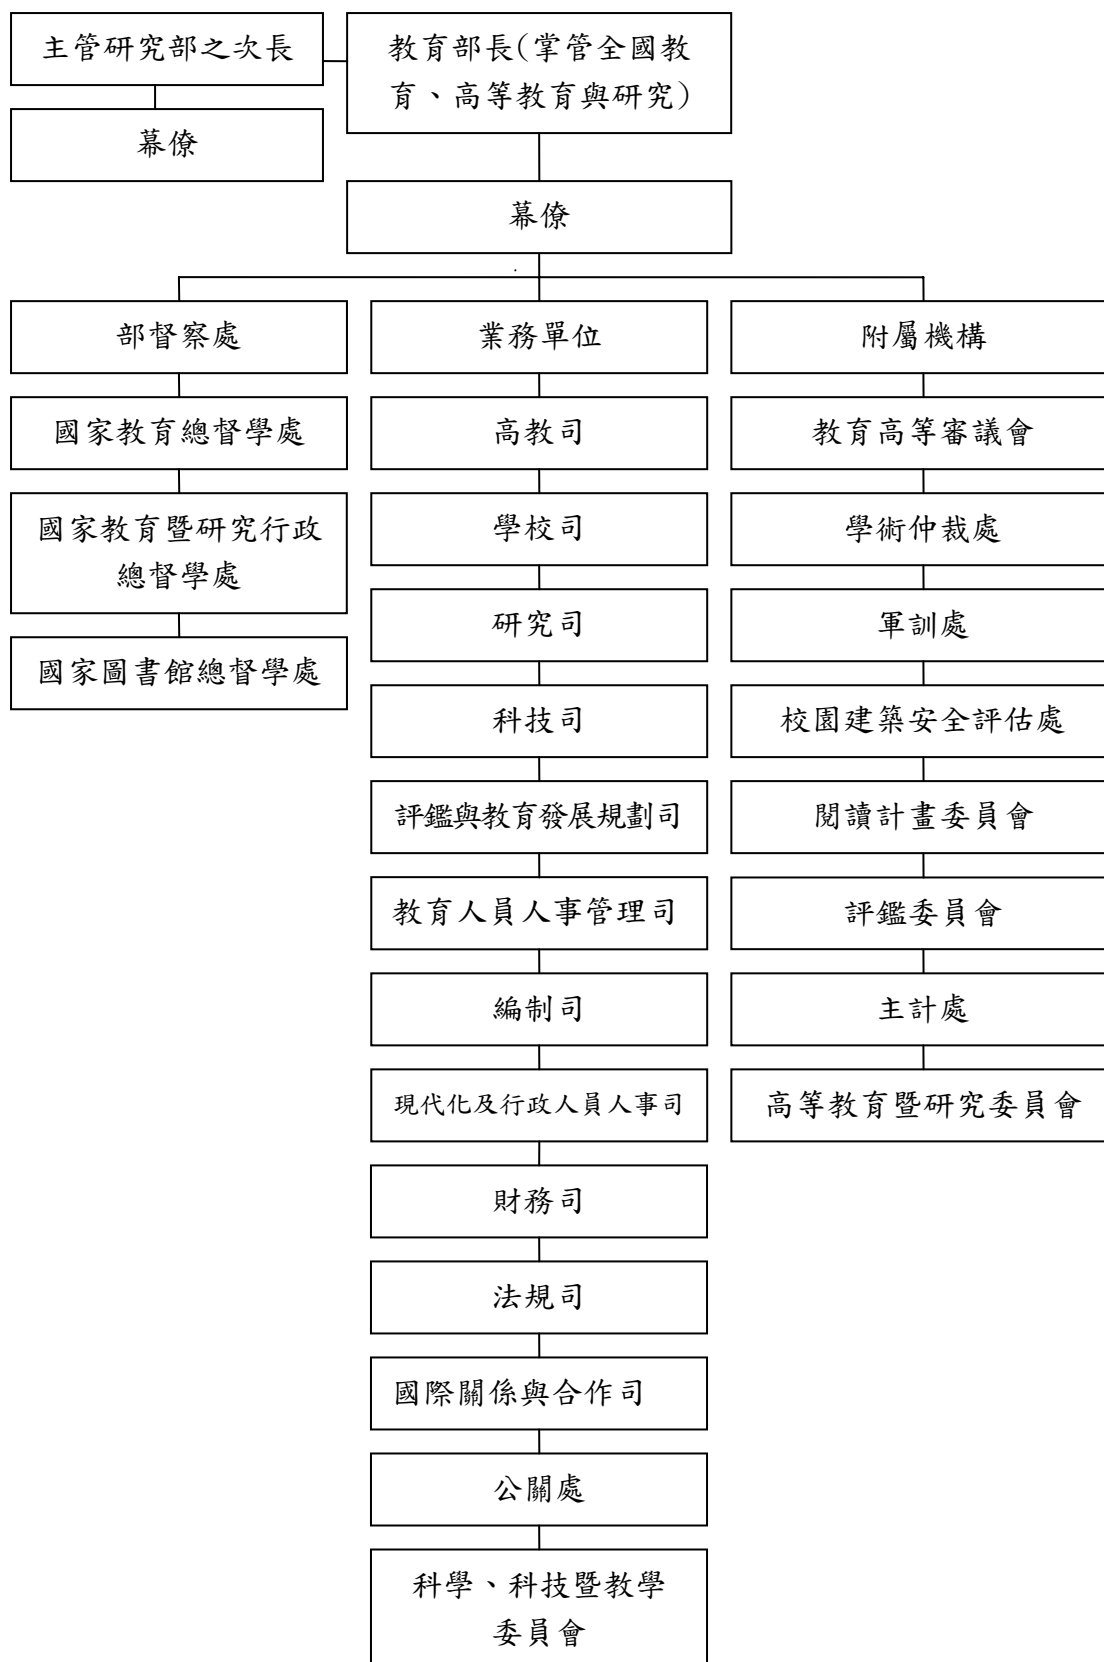 主管研究部之次長
教育部長(掌管全國教
育、高等教育與研究)
幕僚
幕僚
部督察處
業務單位
附屬機構
國家教育總督學處
高教司
教育高等審議會
國家教育暨研究行政
總督學處
學校司
學術仲裁處
研究司
軍訓處
國家圖書館總督學處
科技司
校園建築安全評估處
評鑑與教育發展規劃司
閱讀計畫委員會
教育人員人事管理司
評鑑委員會
編制司
主計處
現代化及行政人員人事司
高等教育暨研究委員會
財務司
法規司
國際關係與合作司
公關處
科學、科技暨教學
委員會